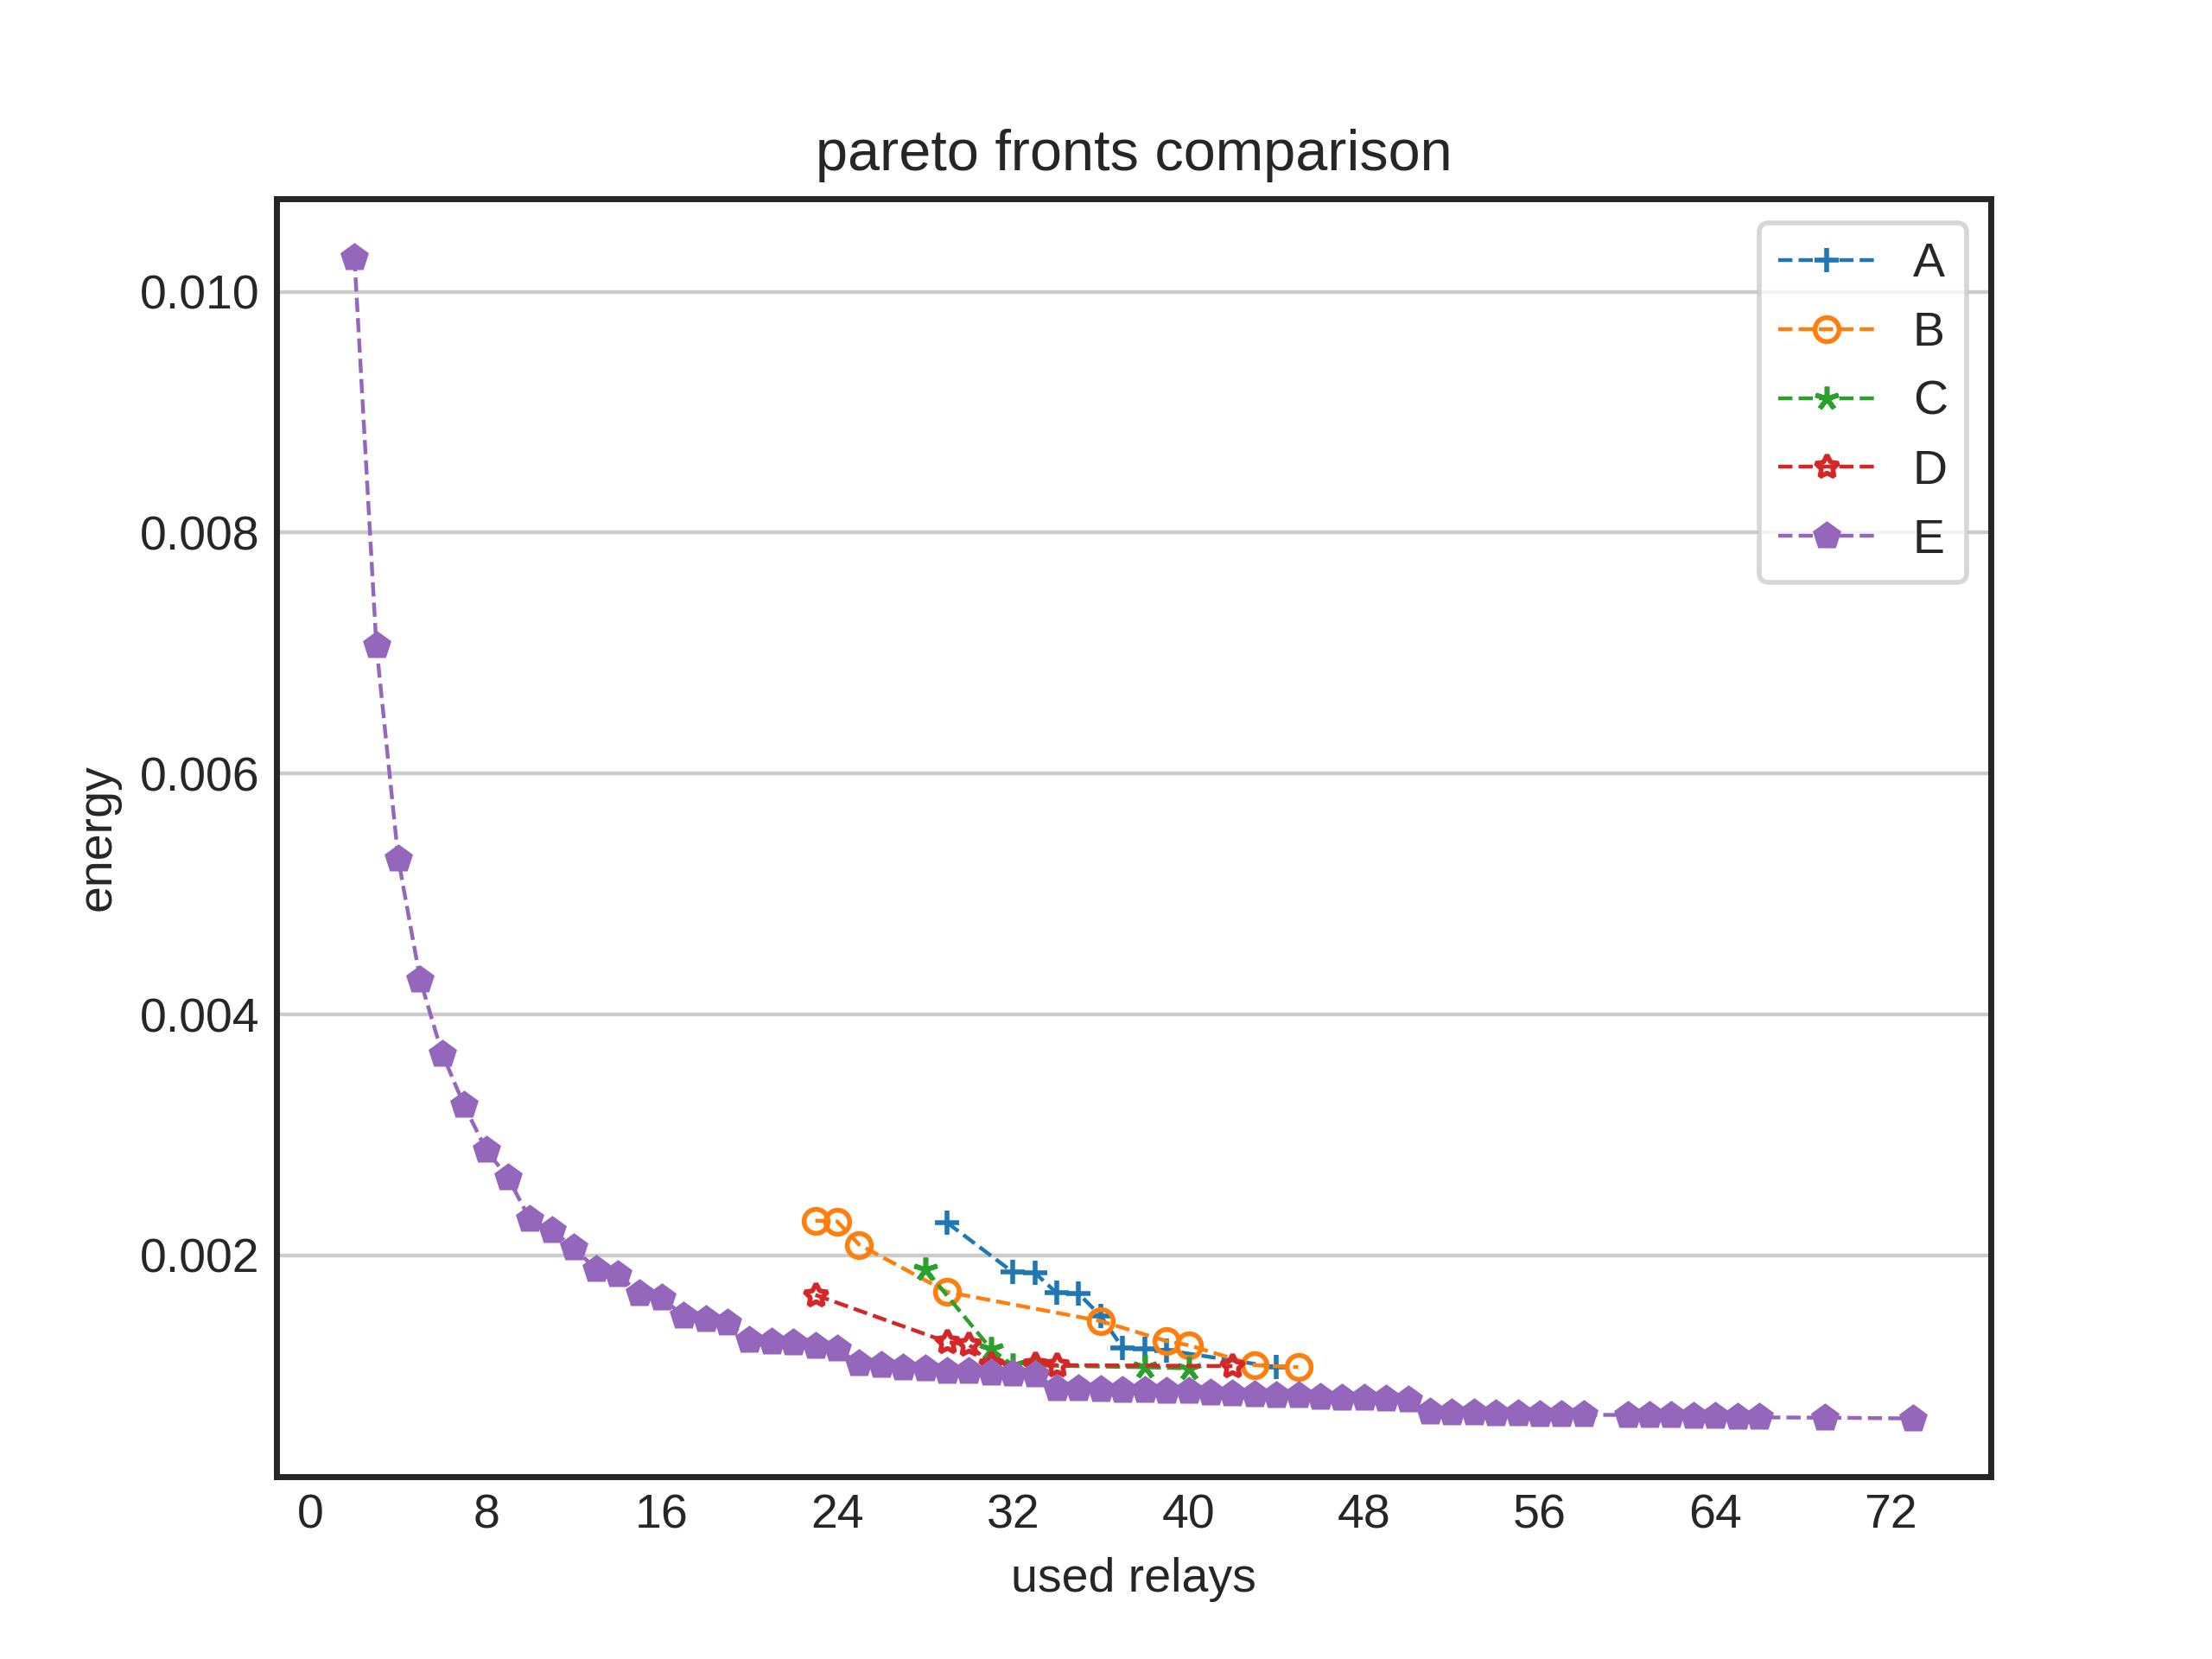 pareto fronts comparison
A
B
C
D
E
0.010
0.008
0.006
0.004
0.002
energy
0 8 16 24 32 40 48 56 64 72
used relays